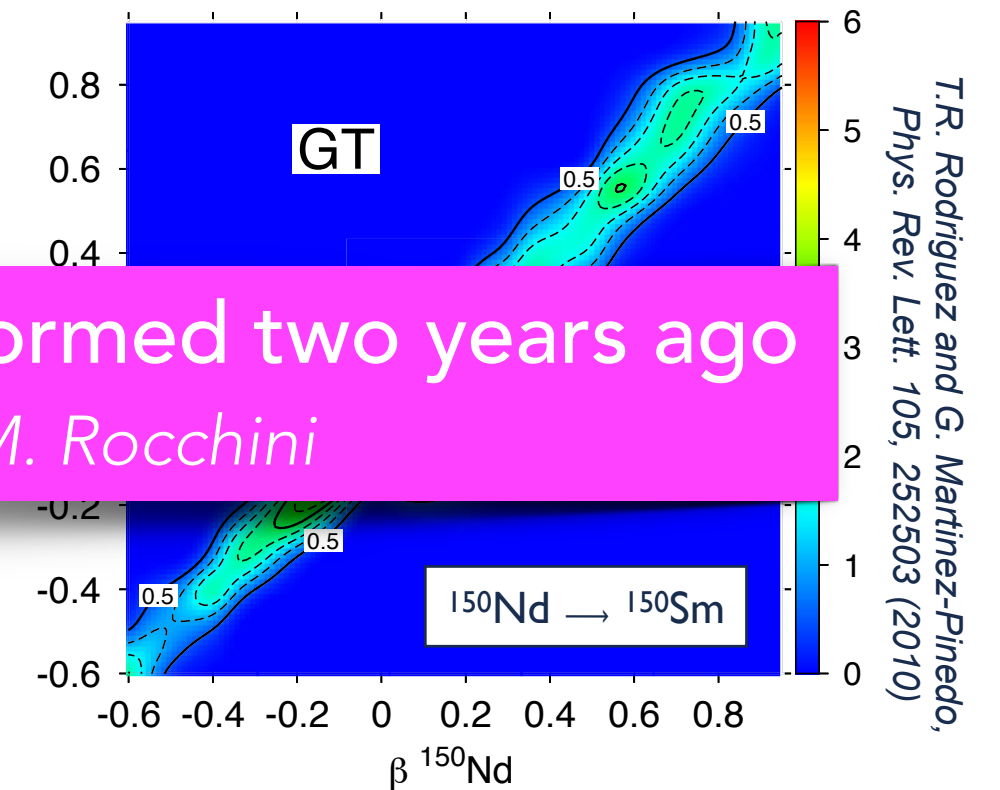 0.8
0.6
0.4
-0.2
-0.4
-0.6
-0.6 -0.4 -0.2 0 0.2 0.4 0.6 0.8
β ¹⁵⁰Nd
GT
0.5
0.5
0.5
0.5
¹⁵⁰Nd → ¹⁵⁰Sm
two years ago
M. Rocchini
6
5
4
3
2
1
0
T.R. Rodriguez and G. Martinez-Pinedo,
Phys. Rev. Lett. 105, 252503 (2010)